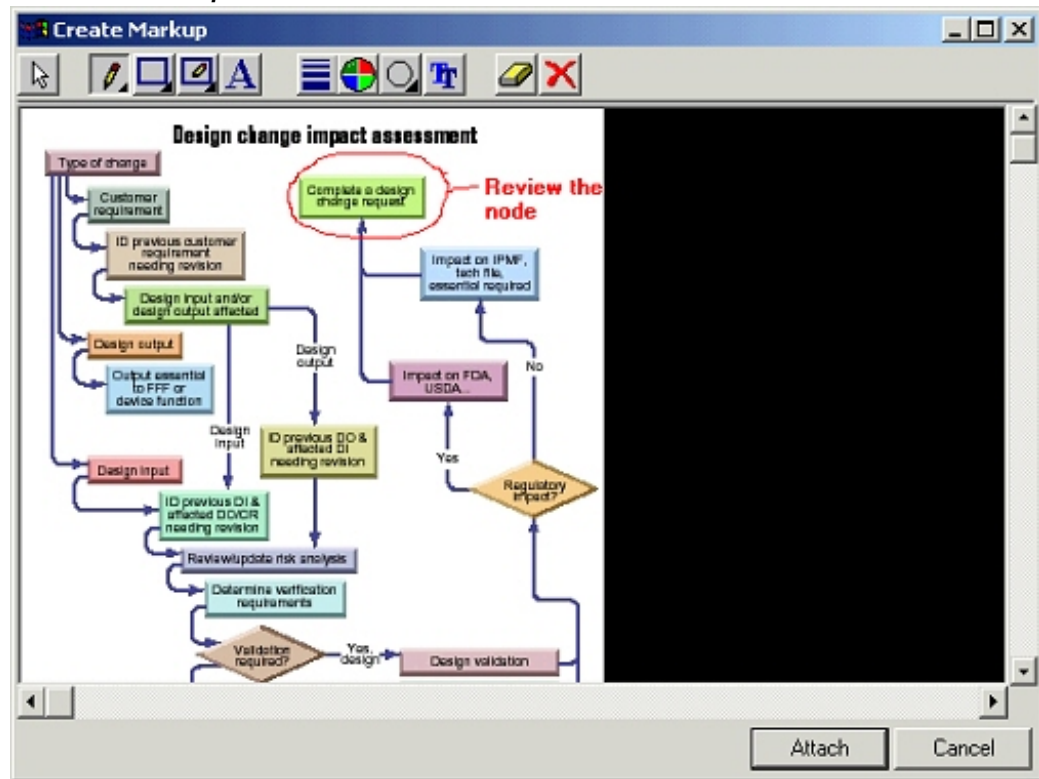 Create Markup
A
TT
Design change impact assessment
Type of change
Customer
requirement
ID previous customer
requirement
needing revision
Design input and/or
design output affected
Design output
Output essential
to FFF or
device function
Design
input
Design
output
Design input
ID previous DI &
affected DO/CR
needing revision
ID previous DO &
affected DI
needing revision
Review/update risk analysis
Determine verification
requirements
Validation
required?
Yes,
design
Design validation
Complete a design
change request
Review the
node
Impact on IPMF,
tech file,
essential required
No
Impact on FDA,
USDA...
Yes
Regulatory
impact?
Attach
Cancel